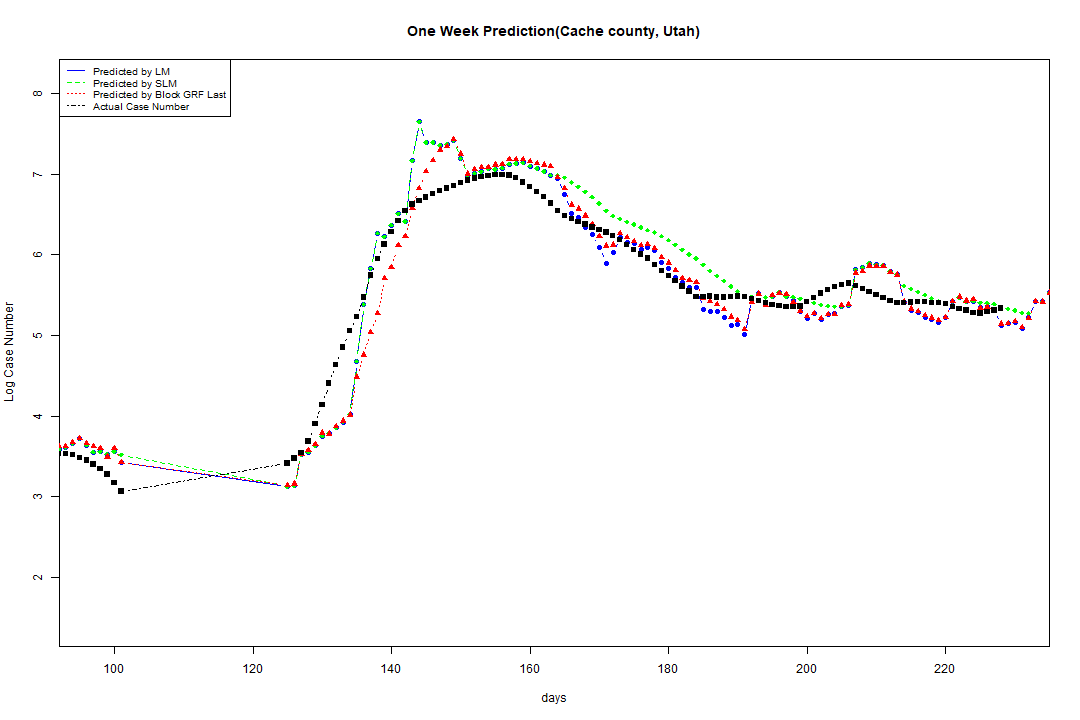 One Week Prediction(Cache county, Utah)
Predicted by LM
Predicted by SLM
Predicted by Block GRF Last
Actual Case Number
8
7
6
5
4
3
2
Log Case Number
100 120 140 160 180 200 220
days